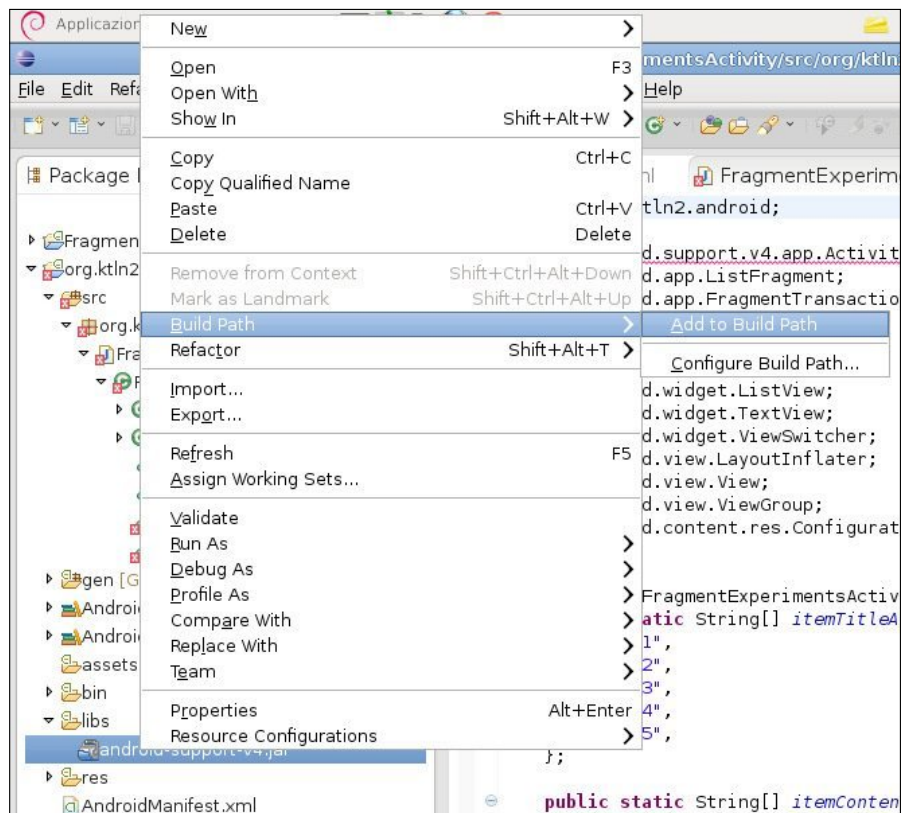 Applicazion
mentsActivity/src/org/ktln
File Edit Refa
Help
Package
FragmentExperim
New
Open F3
Open With
Show In Shift+Alt+W
Copy Ctrl+C
Copy Qualified Name
Paste Ctrl+V
Delete Delete
Remove from Context Shift+Ctrl+Alt+Down
Mark as Landmark Shift+Ctrl+Alt+Up
Build Path
Refactor Shift+Alt+T
Import...
Export...
Refresh F5
Assign Working Sets...
Validate
Run As
Debug As
Profile As
Compare With
Replace With
Team
Properties Alt+Enter
Resource Configurations
Add to Build Path
Configure Build Path...
Fragmen
org.ktln2
src
org.k
Fra
F
gen [G
Androi
Androi
assets
bin
libs
android-support-v4.jar
res
AndroidManifest.xml
tln2.android;
d.support.v4.app.Activit
d.app.ListFragment;
d.app.FragmentTransactio
d.widget.ListView;
d.widget.TextView;
d.widget.ViewSwitcher;
d.view.LayoutInflater;
d.view.View;
d.view.ViewGroup;
d.content.res.Configurat
FragmentExperimentsActiv
atic String[] itemTitleA
1",
2",
3",
4",
5",
};
public static String[] itemConten